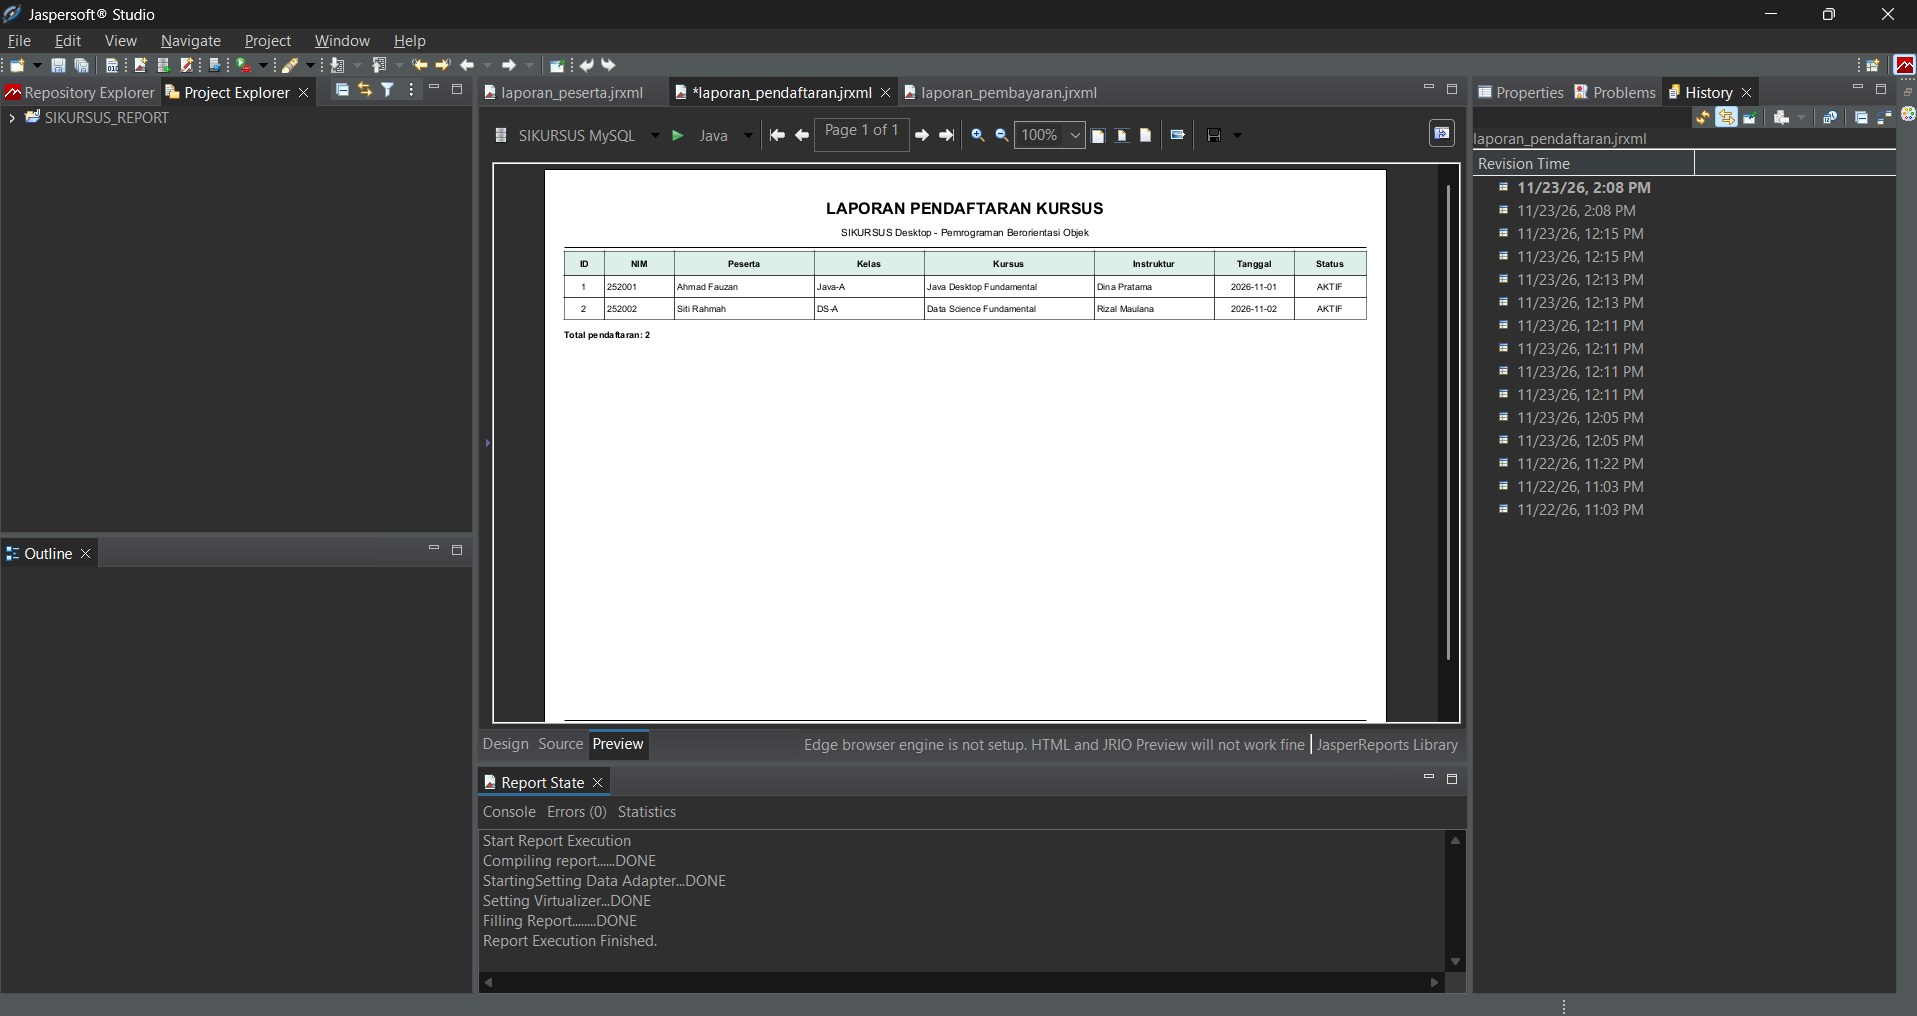 Jaspersoft® Studio
File Edit View Navigate Project Window Help
Repository Explorer Project Explorer
SIKURSUS_REPORT
Outline
laporan_peserta.jrxml *laporan_pendaftaran.jrxml laporan_pembayaran.jrxml
SIKURSUS MySQL Java Page 1 of 1 100%
LAPORAN PENDAFTARAN KURSUS
SIKURSUS Desktop - Pemrograman Berorientasi Objek
ID NIM Peserta Kelas Kursus Instruktur Tanggal Status
1 252001 Ahmad Fauzan Java-A Java Desktop Fundamental Dina Pratama 2026-11-01 AKTIF
2 252002 Siti Rahmah DS-A Data Science Fundamental Rizal Maulana 2026-11-02 AKTIF
Total pendaftaran: 2
Design Source Preview Edge browser engine is not setup. HTML and JRIO Preview will not work fine JasperReports Library
Report State
Console Errors (0) Statistics
Start Report Execution
Compiling report......DONE
StartingSetting Data Adapter...DONE
Setting Virtualizer...DONE
Filling Report........DONE
Report Execution Finished.
Properties Problems History
laporan_pendaftaran.jrxml
Revision Time
11/23/26, 2:08 PM
11/23/26, 2:08 PM
11/23/26, 12:15 PM
11/23/26, 12:15 PM
11/23/26, 12:13 PM
11/23/26, 12:13 PM
11/23/26, 12:11 PM
11/23/26, 12:11 PM
11/23/26, 12:11 PM
11/23/26, 12:11 PM
11/23/26, 12:05 PM
11/23/26, 12:05 PM
11/22/26, 11:22 PM
11/22/26, 11:03 PM
11/22/26, 11:03 PM